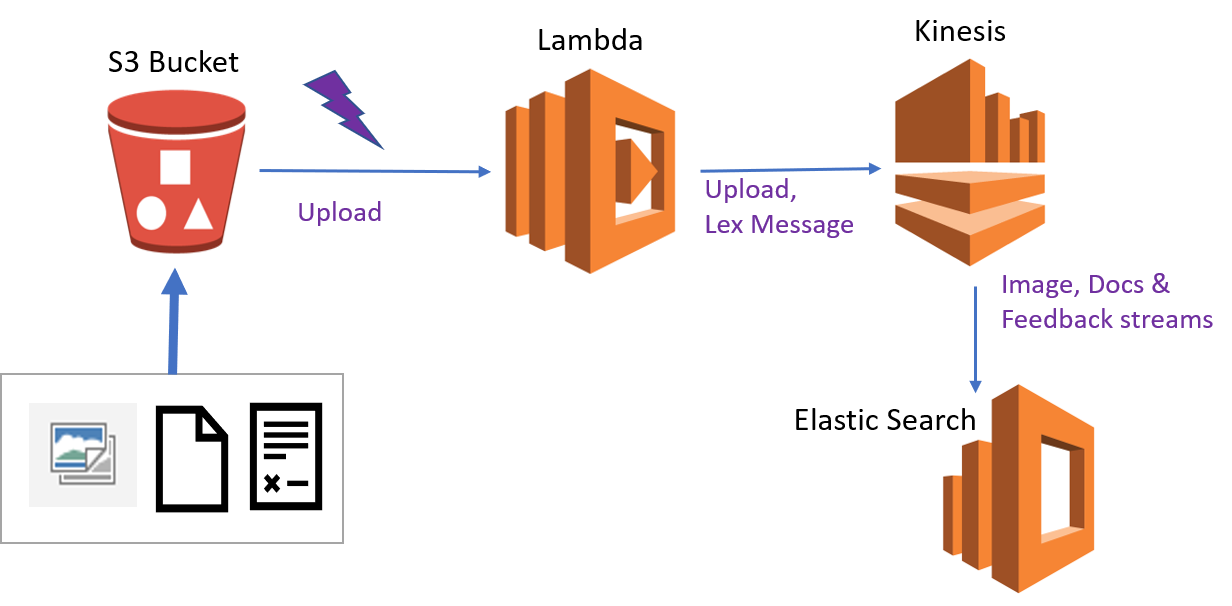 S3 Bucket
Lambda
Kinesis
Upload
Upload,
Lex Message
Image, Docs &
Feedback streams
Elastic Search